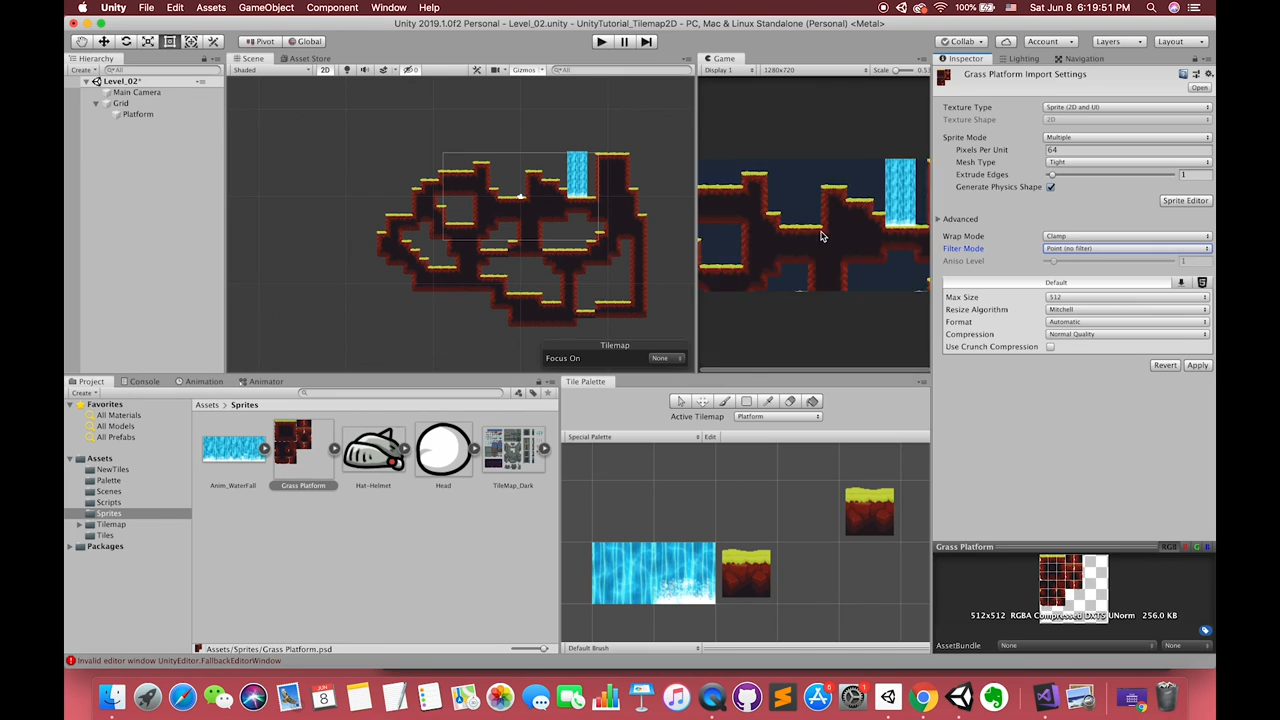 Unity File Edit Assets GameObject Component Window Help 100% Sat Jun 8 6:19:51 PM
Unity 2019.1.0f2 Personal - Level_02.unity - UnityTutorial_Tilemap2D - PC, Mac & Linux Standalone (Personal) <Metal>
Pivot Global Collab Account Layers Layout
Hierarchy
Create All
Level_02*
Main Camera
Grid
Platform
Scene Asset Store
Shaded 2D 0 Gizmos All
Tilemap
Focus On None
Game
Display 1 1280x720 Scale
Inspector Lighting Navigation
Grass Platform Import Settings
Open
Texture Type Sprite (2D and UI)
Texture Shape 2D
Sprite Mode Multiple
Pixels Per Unit 64
Mesh Type Tight
Extrude Edges 1
Generate Physics Shape
Sprite Editor
Advanced
Wrap Mode Clamp
Filter Mode Point (no filter)
Aniso Level 1
Default
Max Size 512
Resize Algorithm Mitchell
Format Automatic
Compression Normal Quality
Use Crunch Compression
Revert Apply
Project Console Animation Animator
Create
Favorites
All Materials
All Models
All Prefabs
Assets
NewTiles
Palette
Scenes
Scripts
Sprites
Tilemap
Tiles
Packages
Assets Sprites
Anim_WaterFall Grass Platform Hat-Helmet Head TileMap_Dark
Assets/Sprites/Grass Platform.psd
Tile Palette
Active Tilemap Platform
Special Palette Edit
Default Brush
Grass Platform RGB R G B
512x512 RGBA Compressed DXT5 UNorm 256.0 KB
AssetBundle None None
Invalid editor window UnityEditor.FallbackEditorWindow